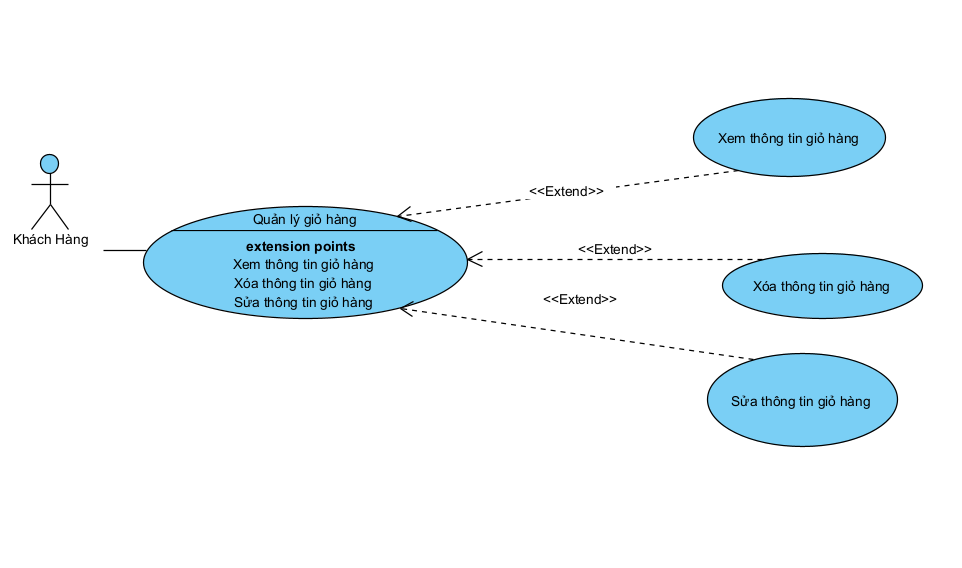 Khách Hàng
Quản lý giỏ hàng
extension points
Xem thông tin giỏ hàng
Xóa thông tin giỏ hàng
Sửa thông tin giỏ hàng
<<Extend>>
Xem thông tin giỏ hàng
<<Extend>>
Xóa thông tin giỏ hàng
<<Extend>>
Sửa thông tin giỏ hàng